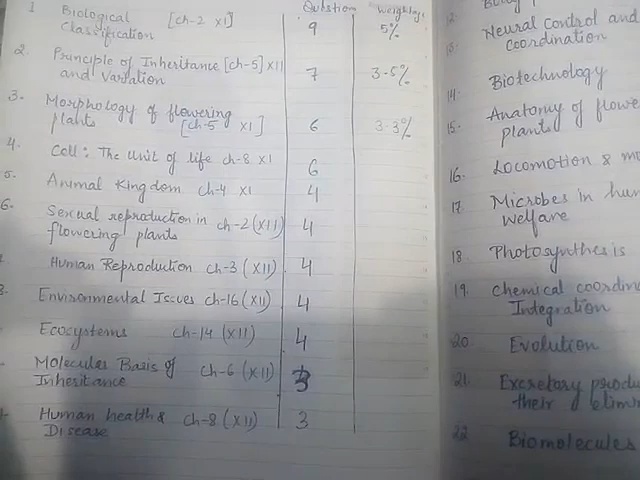 Question Weightage
1 Biological [ch-2 XI]
Classification 9 5%
2. Principle of Inheritance [ch-5] XII
and Variation 7 3.5%
3. Morphology of flowering
plants [ch-5 XI] 6 3.3%
4. Cell: The Unit of life ch-8 XI 6
5. Animal Kingdom ch-4 XI 4
6. Sexual reproduction in ch-2 (XII) 4
flowering plants
Human Reproduction ch-3 (XII) 4
Environmental Issues ch-16 (XII) 4
Ecosystems ch-14 (XII) 4
Molecules Basis of ch-6 (XII) 3
Inheritance
Human health & ch-8 (XII) 3
Disease
12.
13. Neural Control and
coordination
14. Biotechnology
15. Anatomy of flowe
plants
16. Locomotion & mo
17. Microbes in hum
welfare
18 Photosynthesis
19. Chemical coordina
Integration
20 Evolution
21. Excretory produ
their elimin
22 Biomolecules